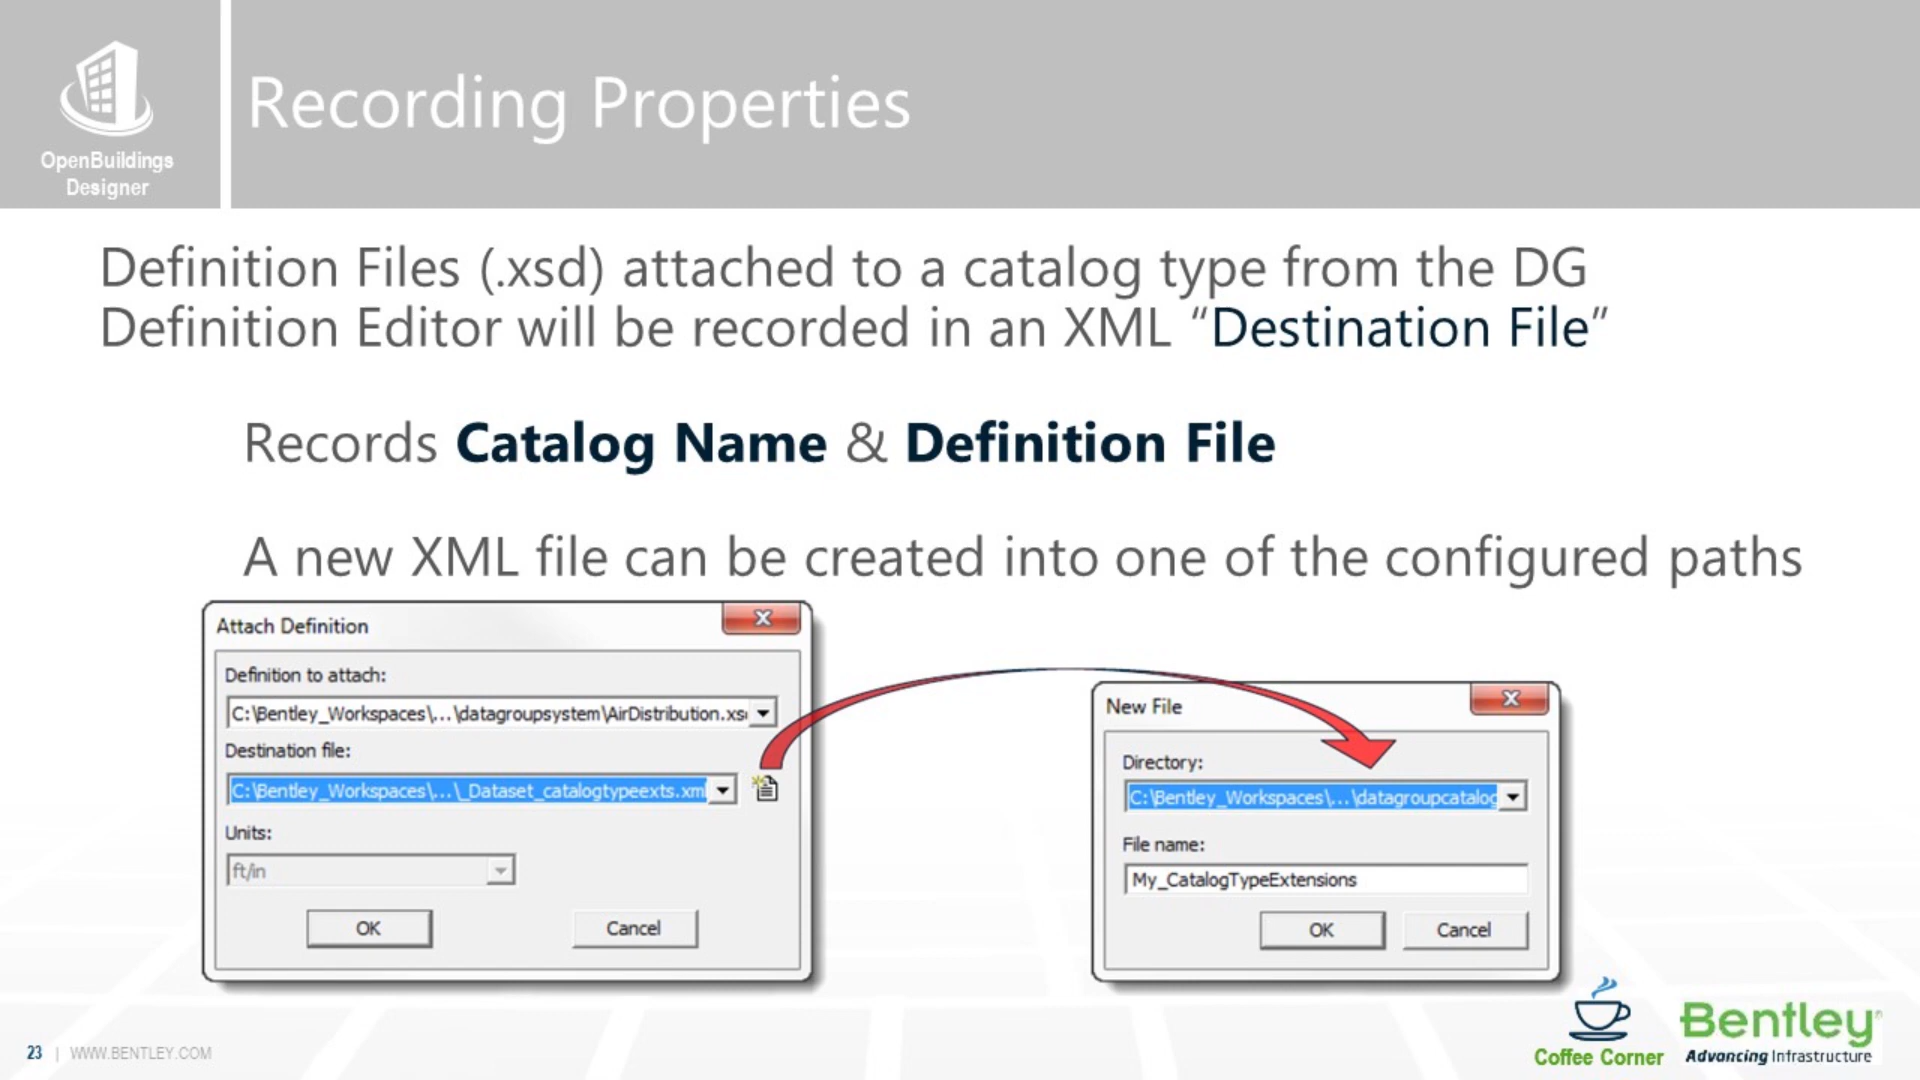 OpenBuildings
Designer
Recording Properties
Definition Files (.xsd) attached to a catalog type from the DG
Definition Editor will be recorded in an XML “Destination File”
Records Catalog Name & Definition File
A new XML file can be created into one of the configured paths
Attach Definition
Definition to attach:
C:\Bentley_Workspaces\...\datagroupsystem\AirDistribution.xs
Destination file:
C:\Bentley_Workspaces\...\_Dataset_catalogtypeexts.xml
Units:
ft/in
OK
Cancel
New File
Directory:
C:\Bentley_Workspaces\...\datagroupcatalog
File name:
My_CatalogTypeExtensions
OK
Cancel
23 | WWW.BENTLEY.COM
Coffee Corner
Bentley®
Advancing Infrastructure